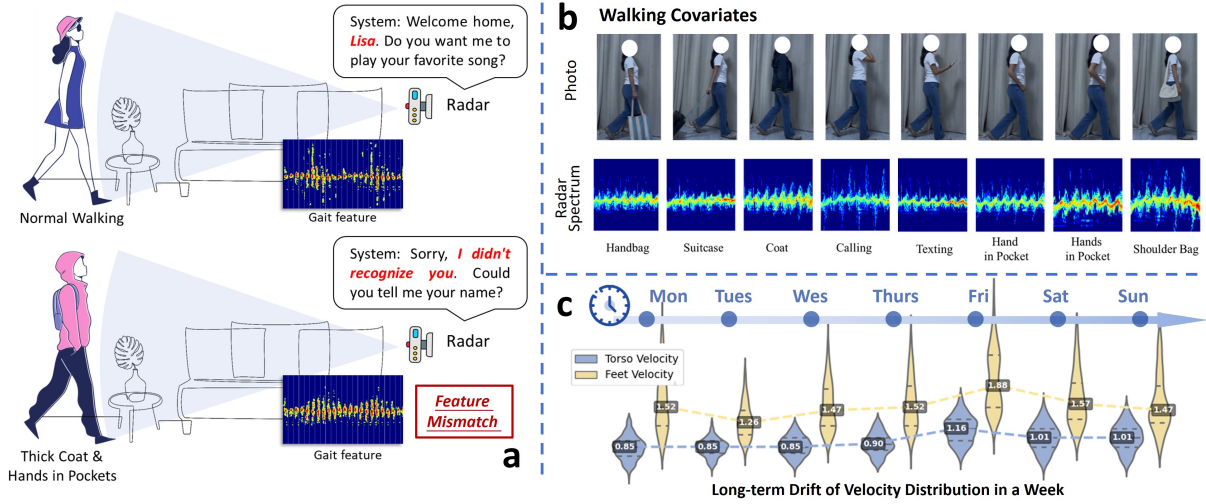 System: Welcome home,
Lisa. Do you want me to
play your favorite song?
Radar
Normal Walking
Gait feature
System: Sorry, I didn't
recognize you. Could
you tell me your name?
Radar
Feature
Mismatch
Thick Coat &
Hands in Pockets
Gait feature
a
b
Walking Covariates
Photo
Radar
Spectrum
Handbag
Suitcase
Coat
Calling
Texting
Hand
in Pocket
Hands
in Pocket
Shoulder Bag
c
Mon
Tues
Wes
Thurs
Fri
Sat
Sun
Torso Velocity
Feet Velocity
1.52
1.26
1.47
1.52
1.88
1.57
1.47
0.85
0.85
0.85
0.90
1.16
1.01
1.01
Long-term Drift of Velocity Distribution in a Week